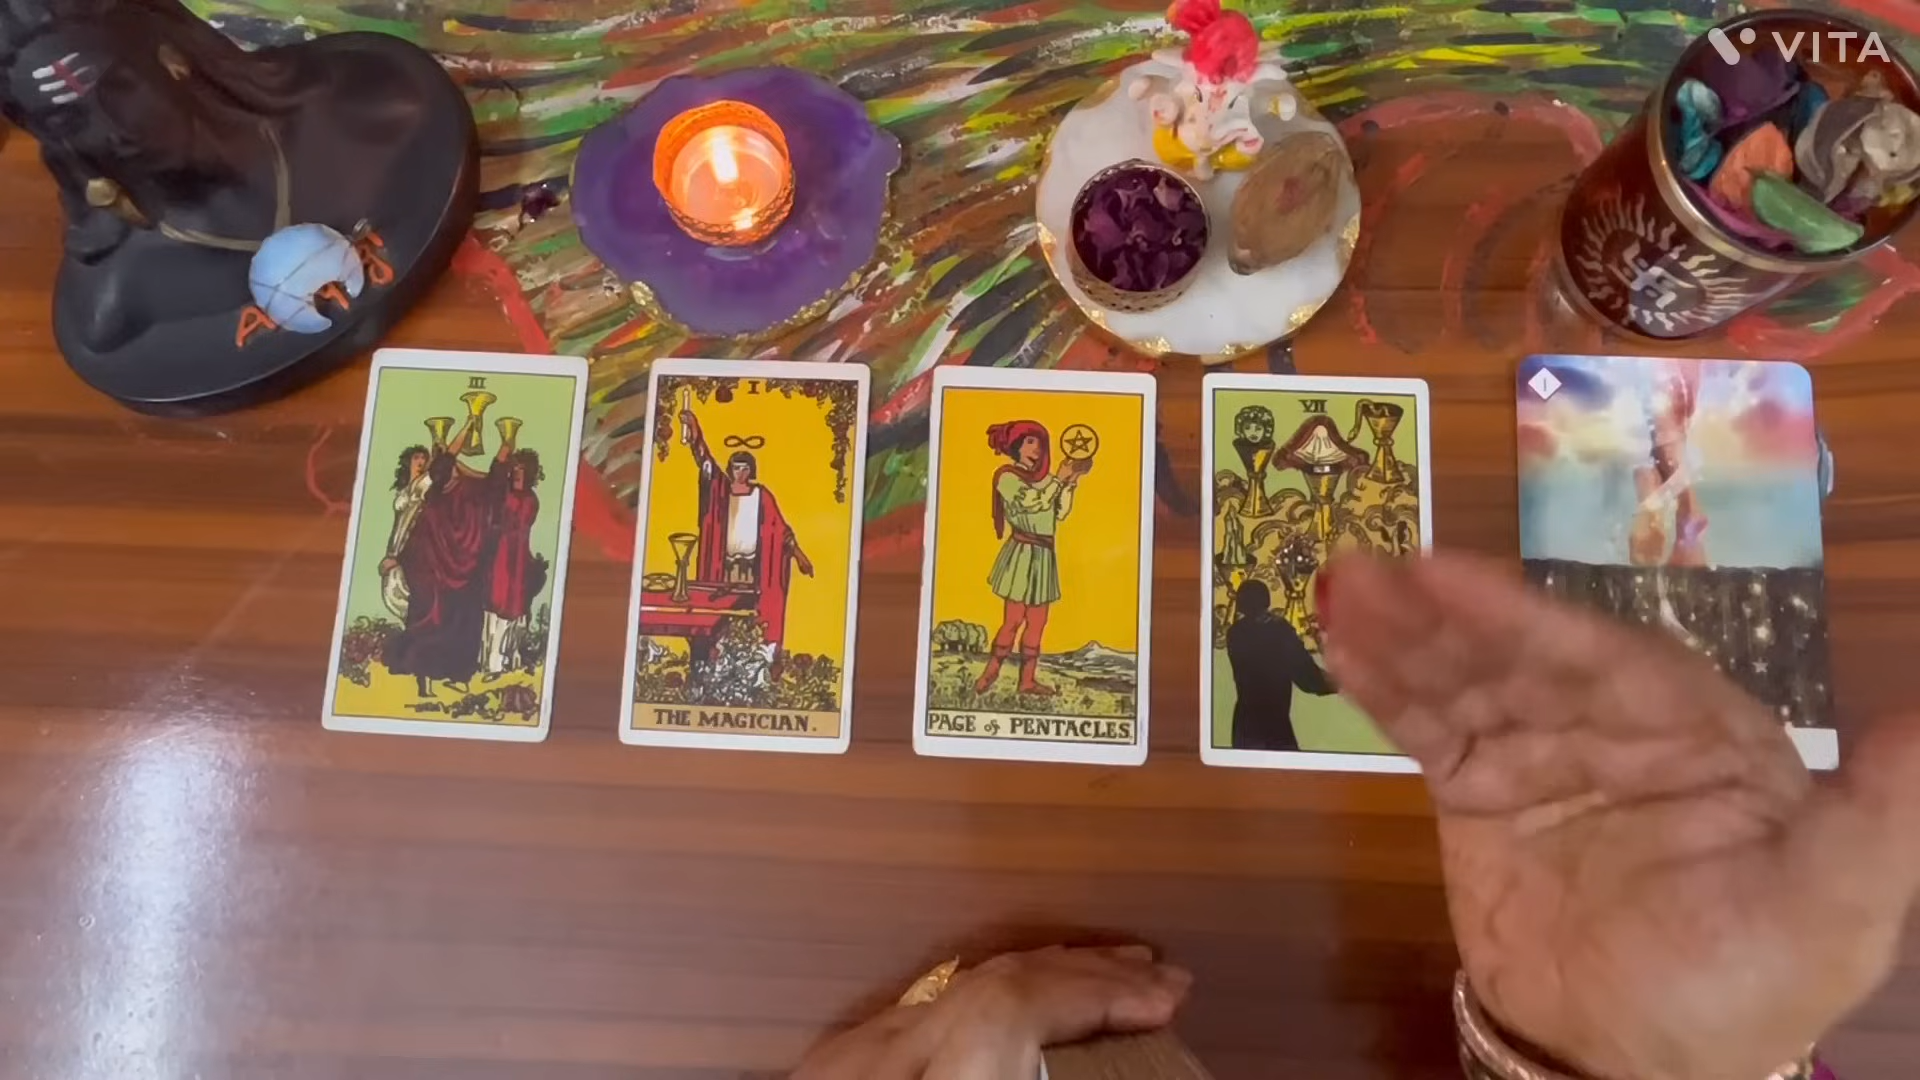 VITA
III
I
VII
I
THE MAGICIAN.
PAGE of PENTACLES.